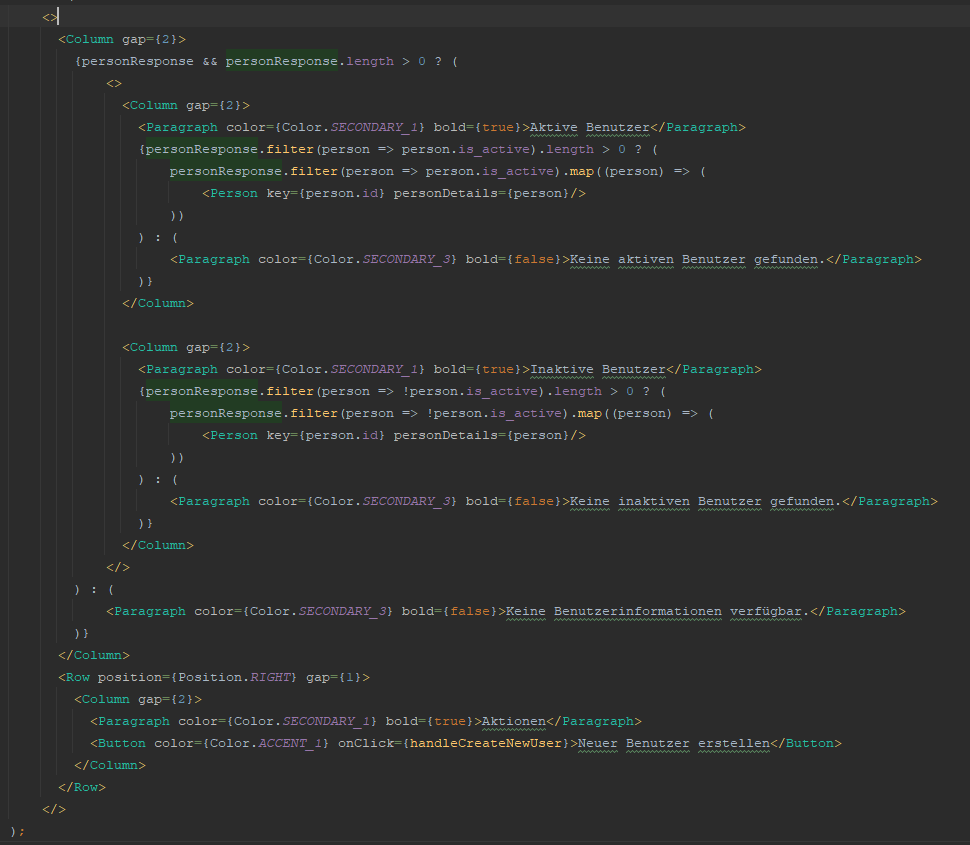 <>
<Column gap={2}>
{personResponse && personResponse.length > 0 ? (
<>
<Column gap={2}>
<Paragraph color={Color.SECONDARY_1} bold={true}>Aktive Benutzer</Paragraph>
{personResponse.filter(person => person.is_active).length > 0 ? (
personResponse.filter(person => person.is_active).map((person) => (
<Person key={person.id} personDetails={person}/>
))
) : (
<Paragraph color={Color.SECONDARY_3} bold={false}>Keine aktiven Benutzer gefunden.</Paragraph>
)}
</Column>
<Column gap={2}>
<Paragraph color={Color.SECONDARY_1} bold={true}>Inaktive Benutzer</Paragraph>
{personResponse.filter(person => !person.is_active).length > 0 ? (
personResponse.filter(person => !person.is_active).map((person) => (
<Person key={person.id} personDetails={person}/>
))
) : (
<Paragraph color={Color.SECONDARY_3} bold={false}>Keine inaktiven Benutzer gefunden.</Paragraph>
)}
</Column>
</>
) : (
<Paragraph color={Color.SECONDARY_3} bold={false}>Keine Benutzerinformationen verfügbar.</Paragraph>
)}
</Column>
<Row position={Position.RIGHT} gap={1}>
<Column gap={2}>
<Paragraph color={Color.SECONDARY_1} bold={true}>Aktionen</Paragraph>
<Button color={Color.ACCENT_1} onClick={handleCreateNewUser}>Neuer Benutzer erstellen</Button>
</Column>
</Row>
</>
);